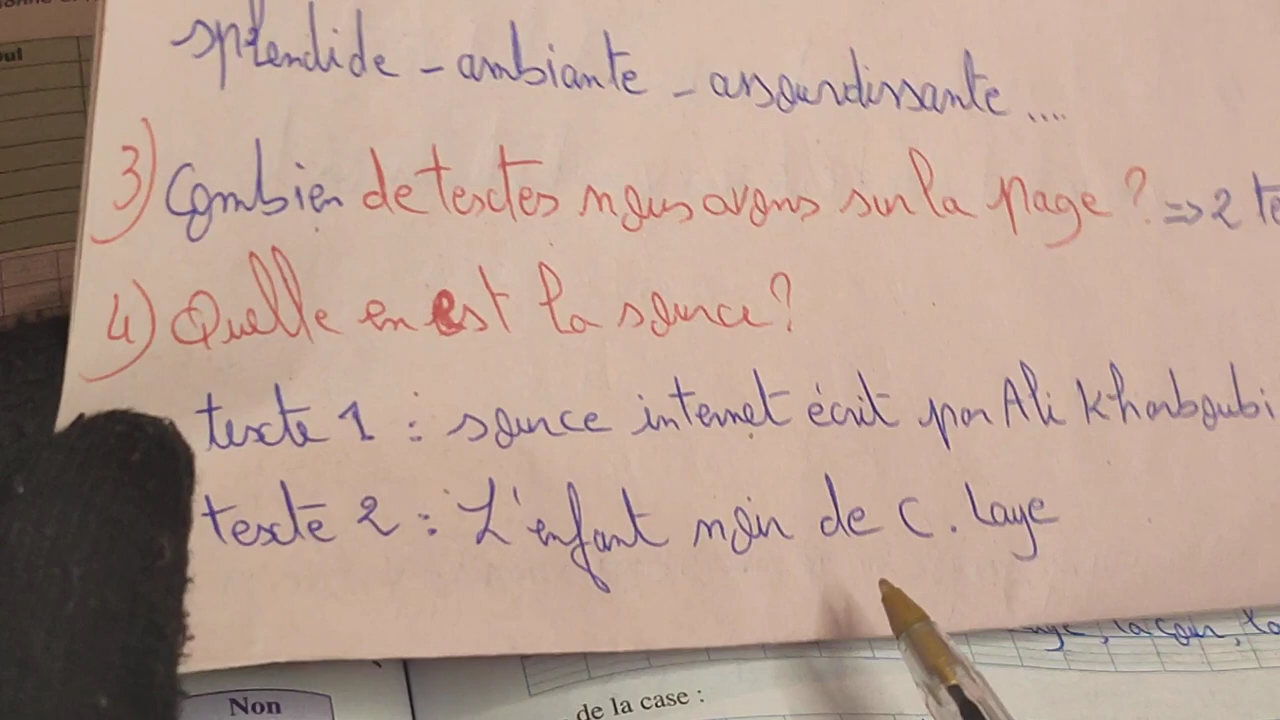 splendide - ambiante - assourdissante ....
3) Combien de textes nous avons sur la page ? => 2 te
4) Quelle en est la source ?
texte 1 : source internet écrit par Ali Kharboubi
texte 2 : L'enfant noir de C. Laye
Non
de la case :